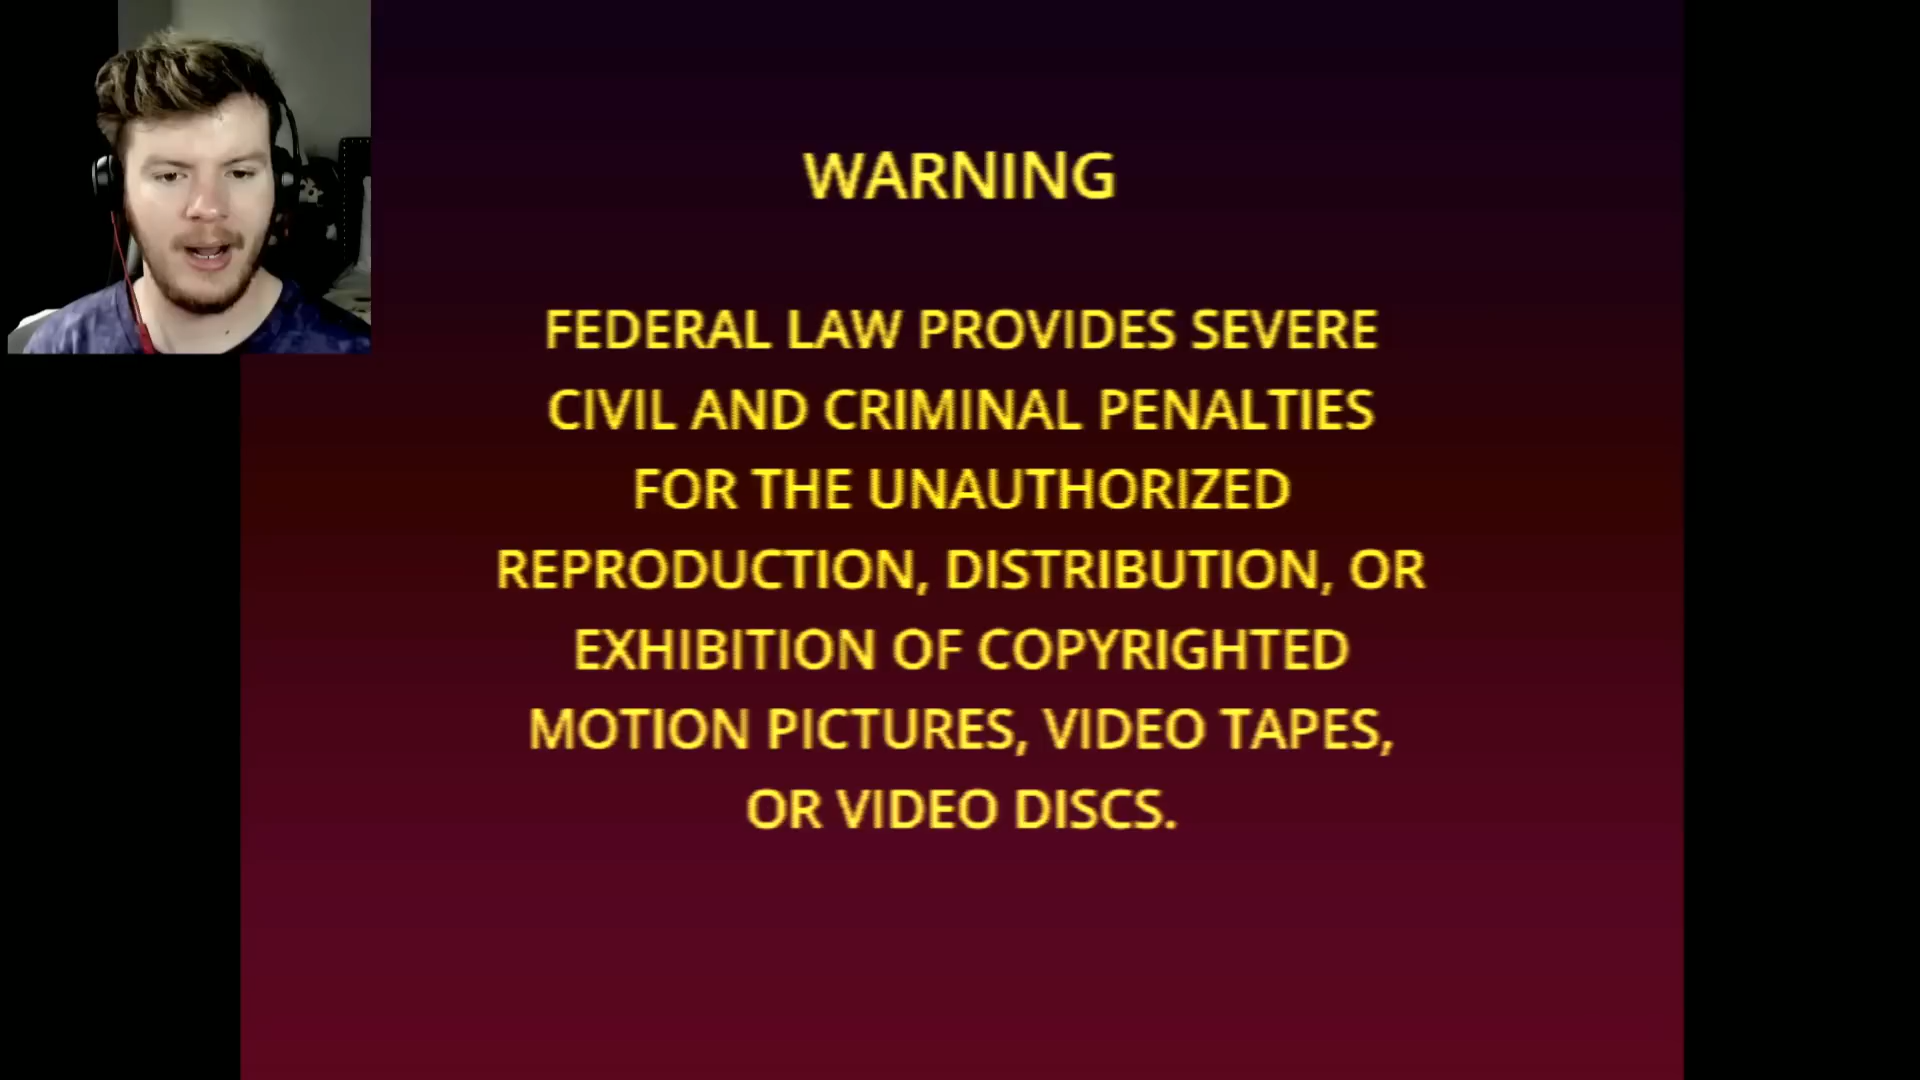 WARNING
FEDERAL LAW PROVIDES SEVERE
CIVIL AND CRIMINAL PENALTIES
FOR THE UNAUTHORIZED
REPRODUCTION, DISTRIBUTION, OR
EXHIBITION OF COPYRIGHTED
MOTION PICTURES, VIDEO TAPES,
OR VIDEO DISCS.